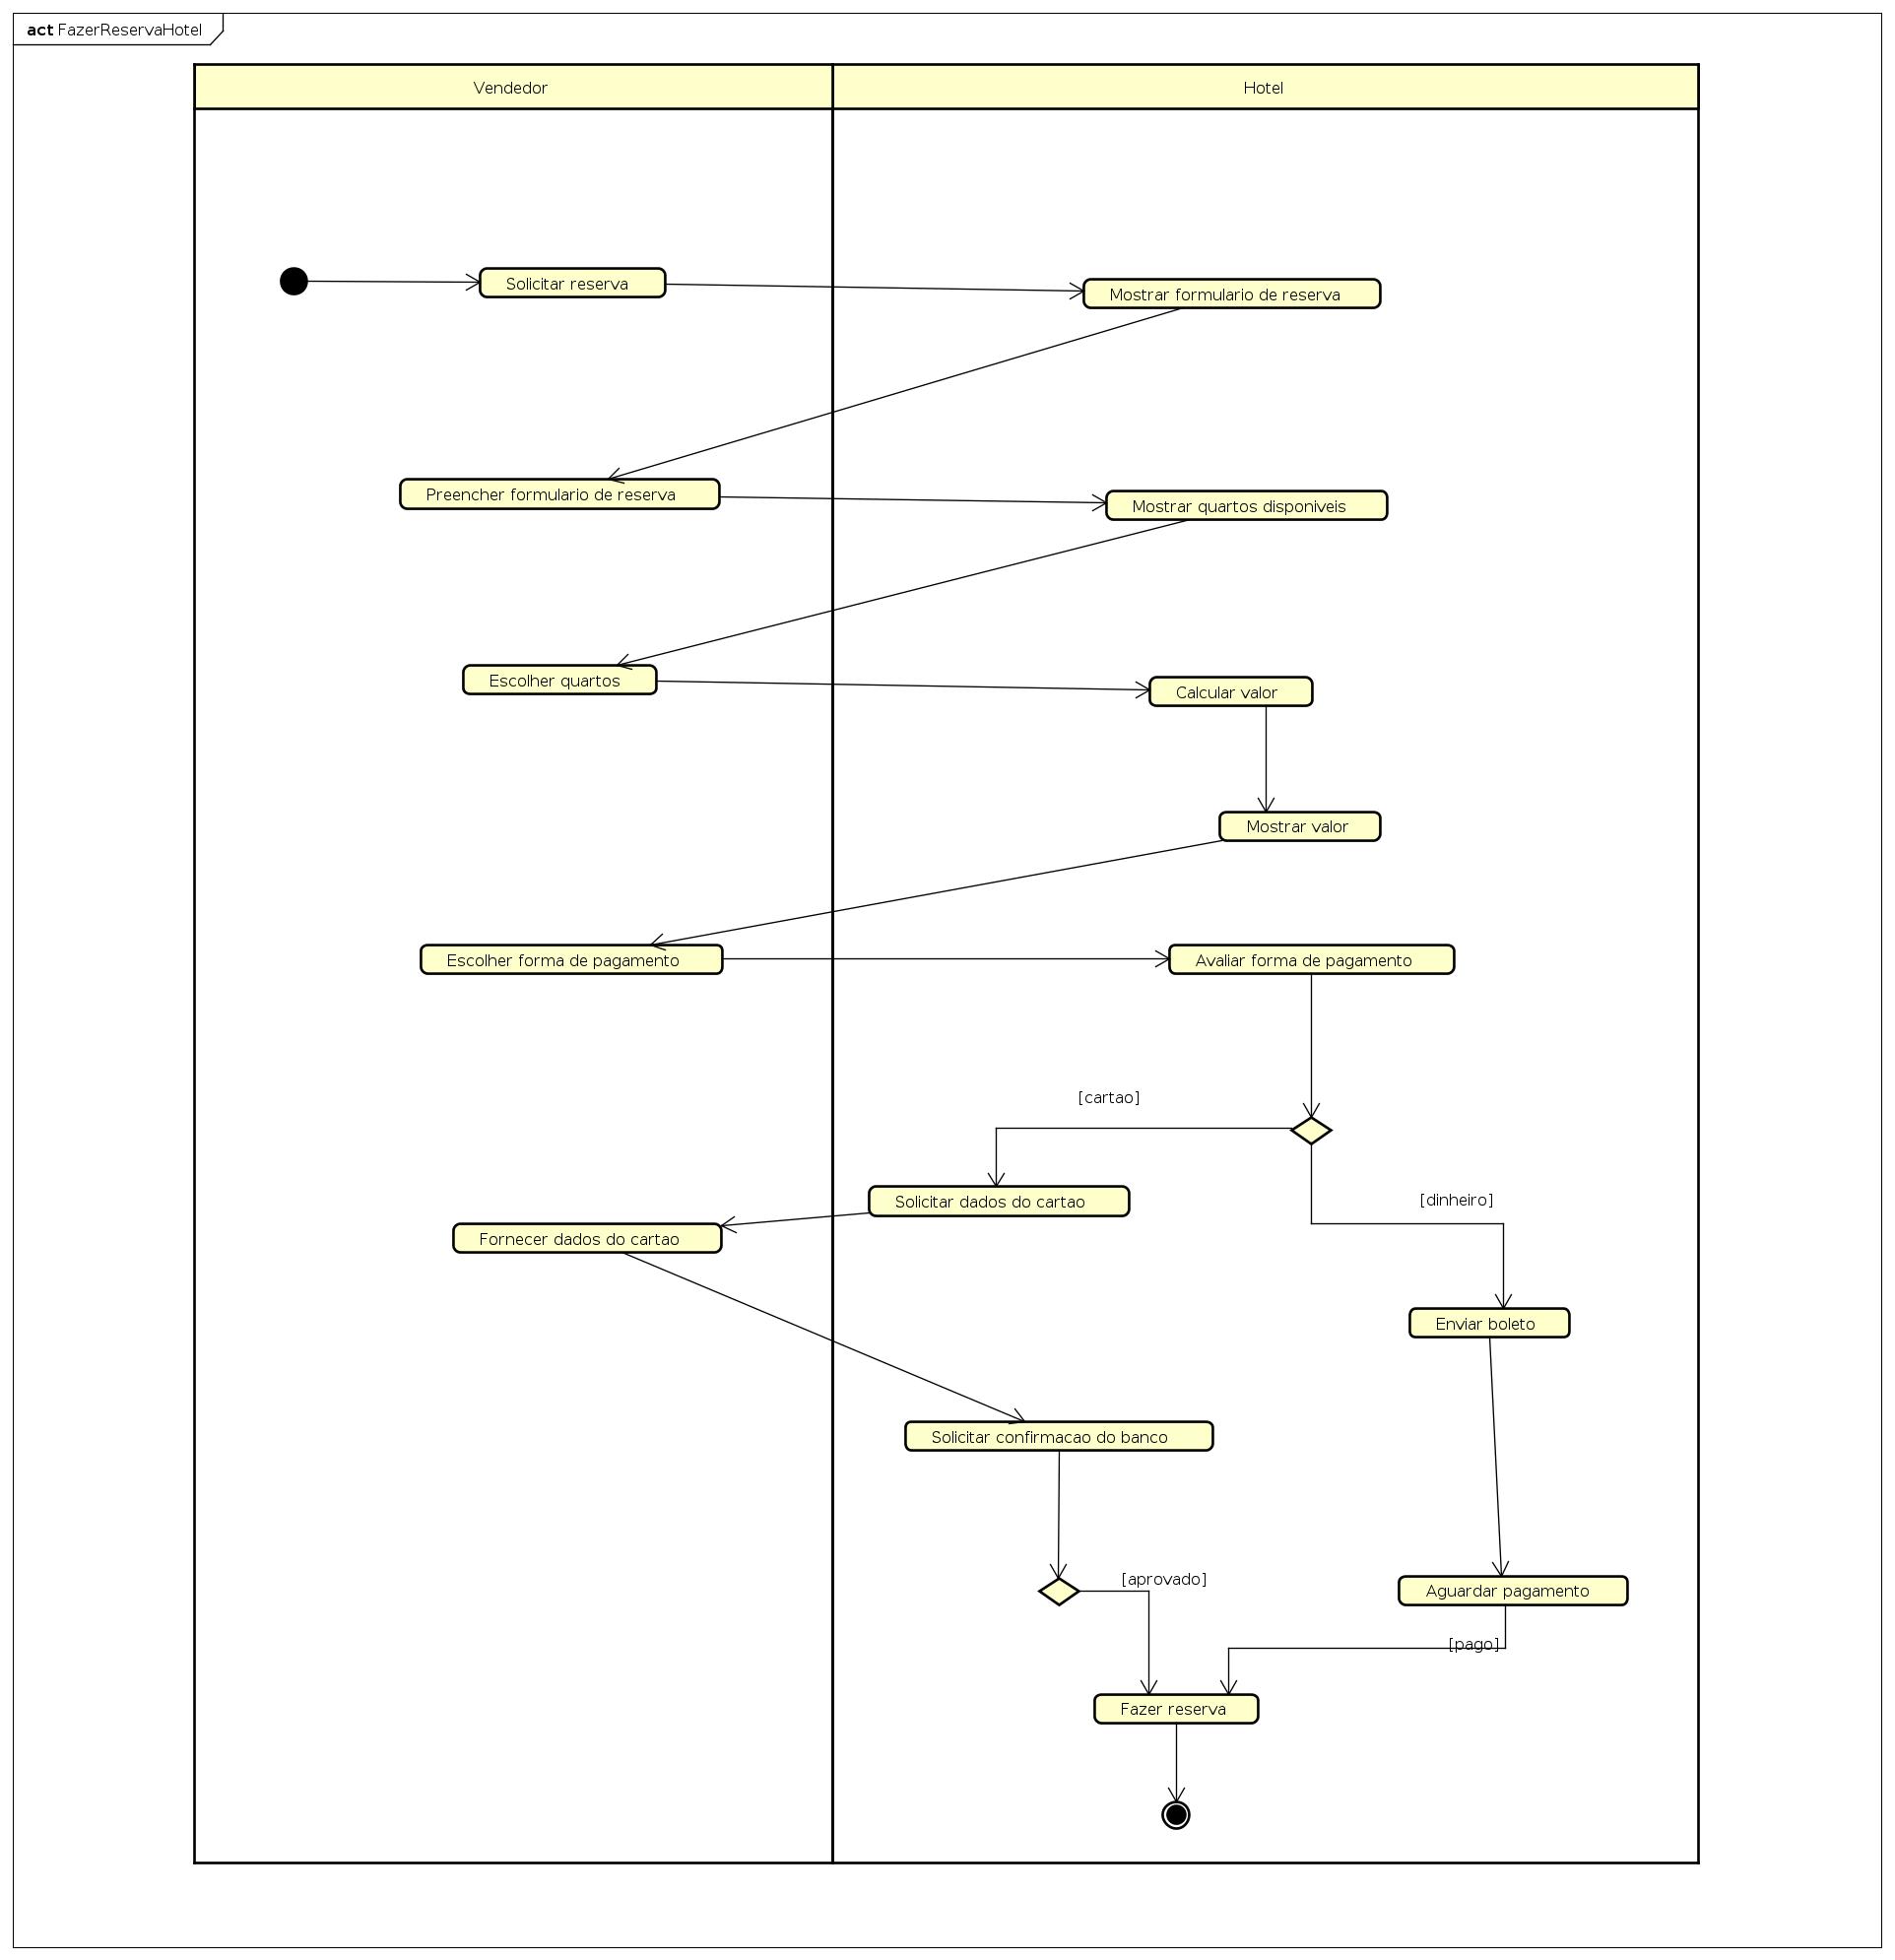 act FazerReservaHotel
Vendedor
Hotel
Solicitar reserva
Mostrar formulario de reserva
Preencher formulario de reserva
Mostrar quartos disponiveis
Escolher quartos
Calcular valor
Mostrar valor
Escolher forma de pagamento
Avaliar forma de pagamento
[cartao]
Solicitar dados do cartao
[dinheiro]
Fornecer dados do cartao
Enviar boleto
Solicitar confirmacao do banco
[aprovado]
Aguardar pagamento
[pago]
Fazer reserva